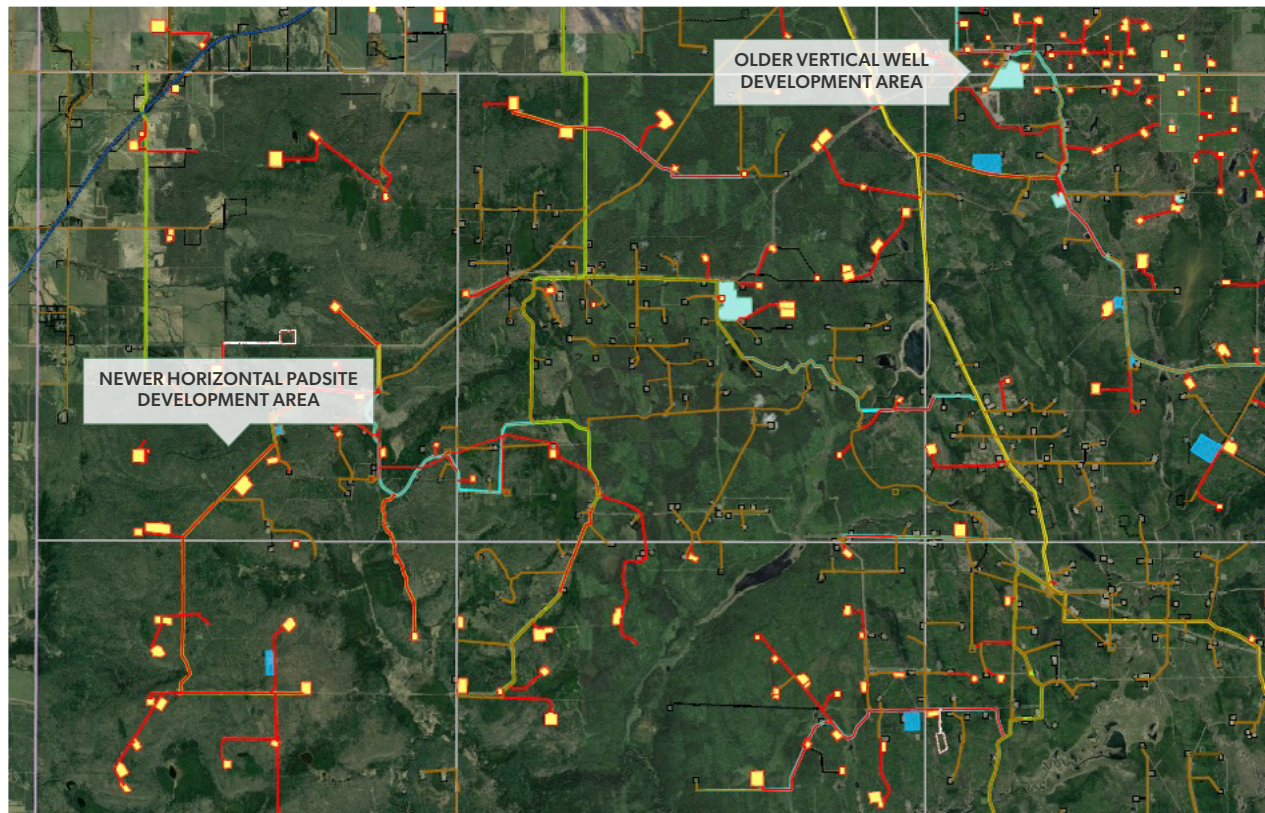 OLDER VERTICAL WELL
DEVELOPMENT AREA
NEWER HORIZONTAL PADSITE
DEVELOPMENT AREA